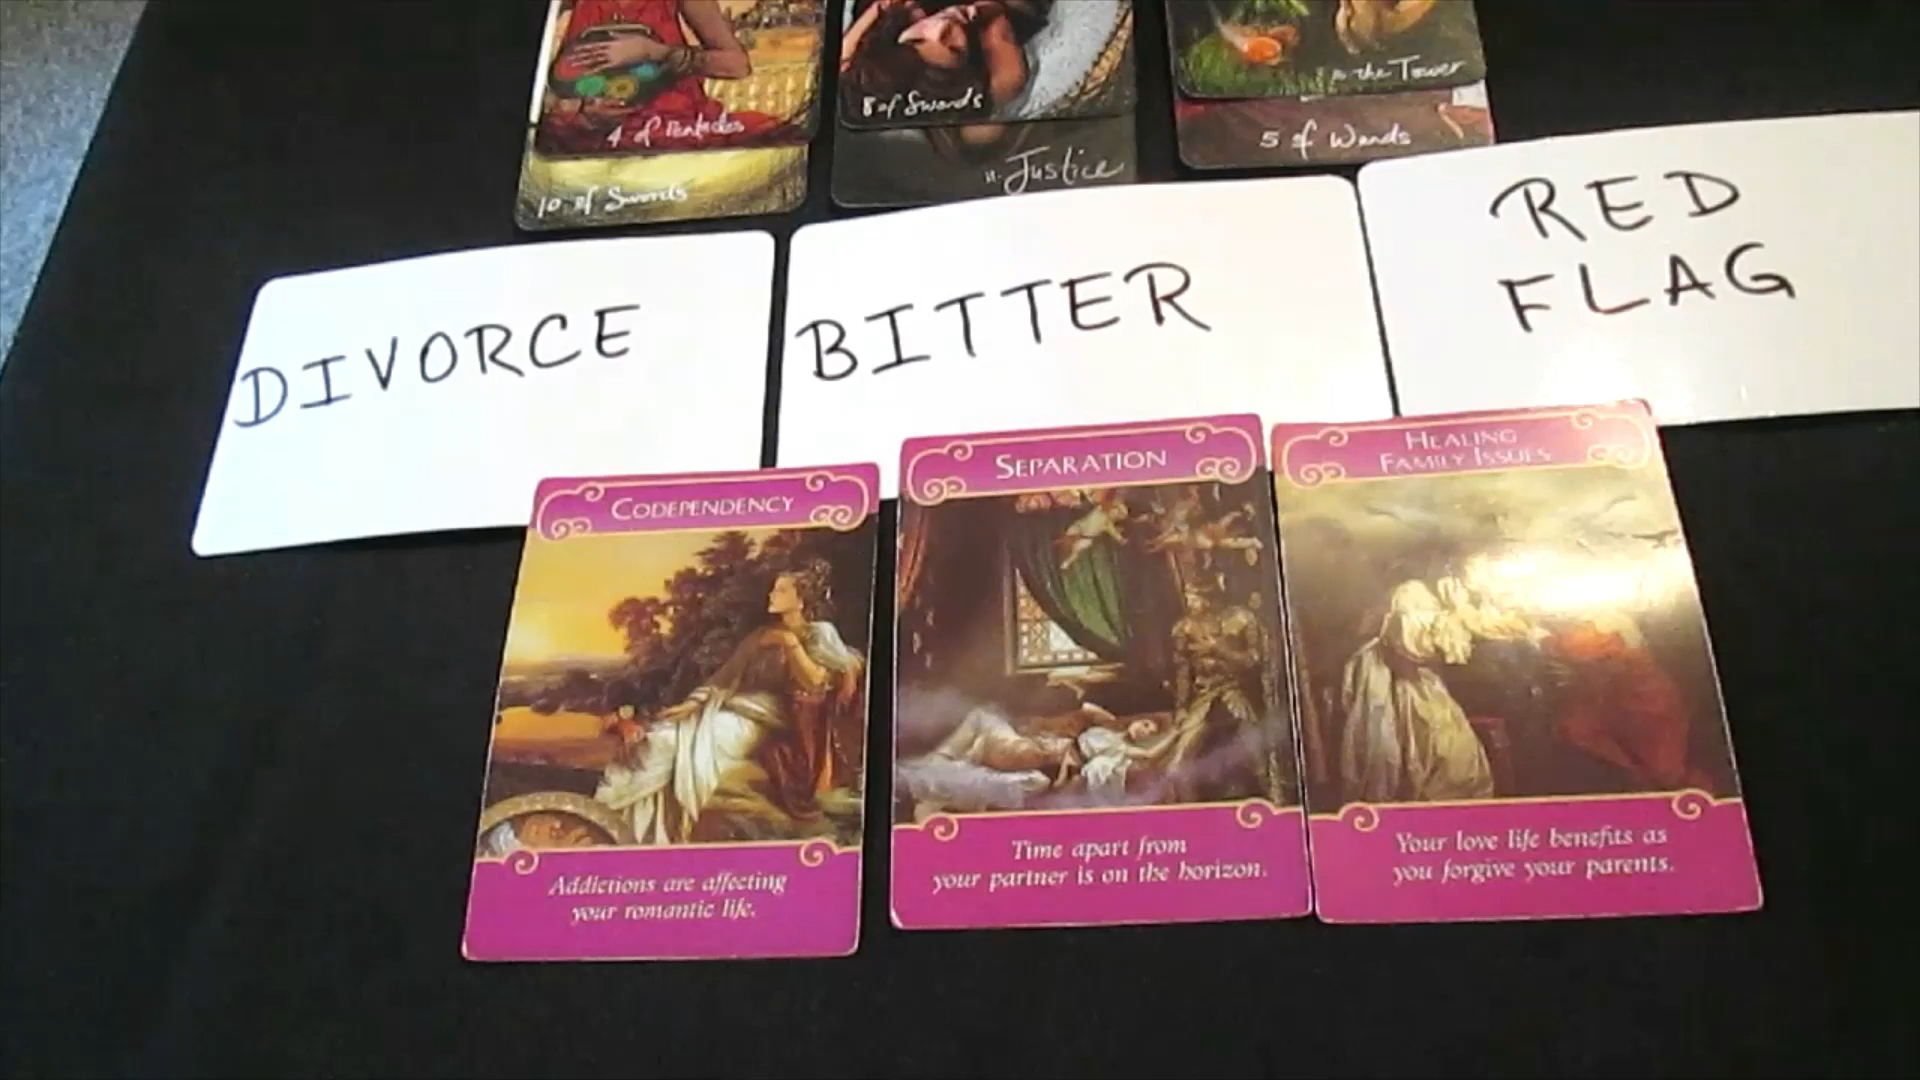 4 of Pentacles
10 of Swords
8 of Swords
11. Justice
the Tower
5 of Wands
DIVORCE
BITTER
RED
FLAG
CODEPENDENCY
Addictions are affecting
your romantic life.
SEPARATION
Time apart from
your partner is on the horizon.
HEALING
FAMILY ISSUES
Your love life benefits as
you forgive your parents.